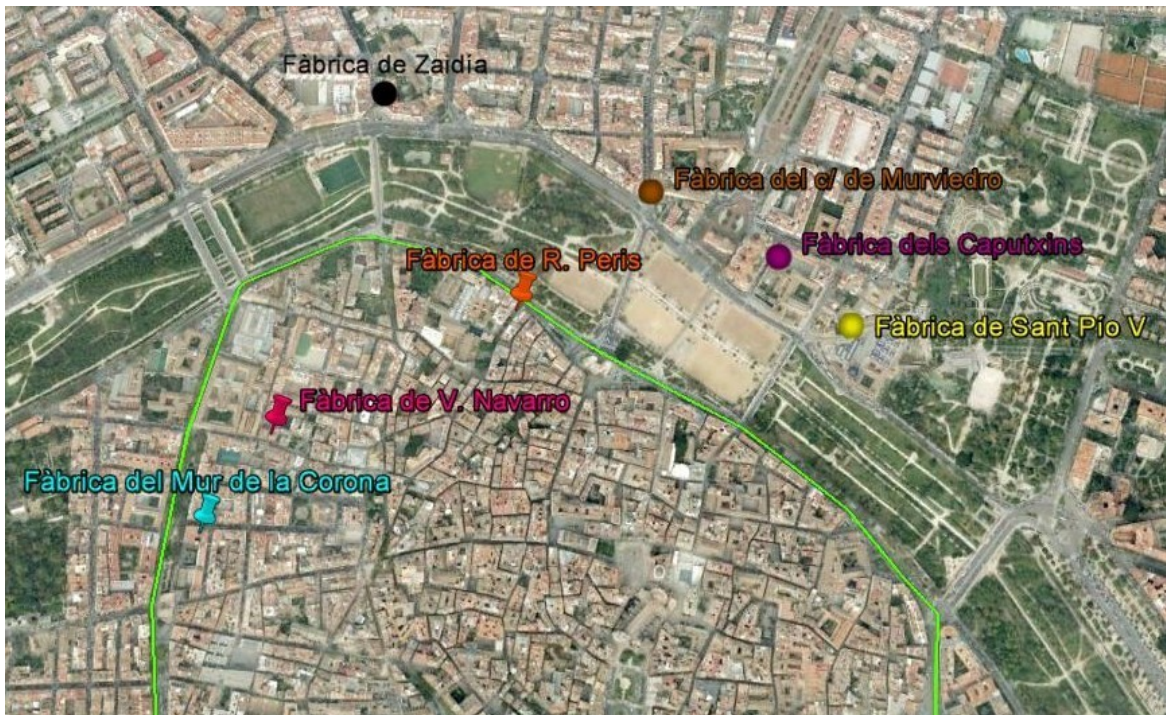 Fàbrica de Zaidía
Fàbrica del c/ de Murviedro
Fàbrica dels Caputxins
Fàbrica de R. Peris
Fàbrica de Sant Pío V
Fàbrica de V. Navarro
Fàbrica del Mur de la Corona